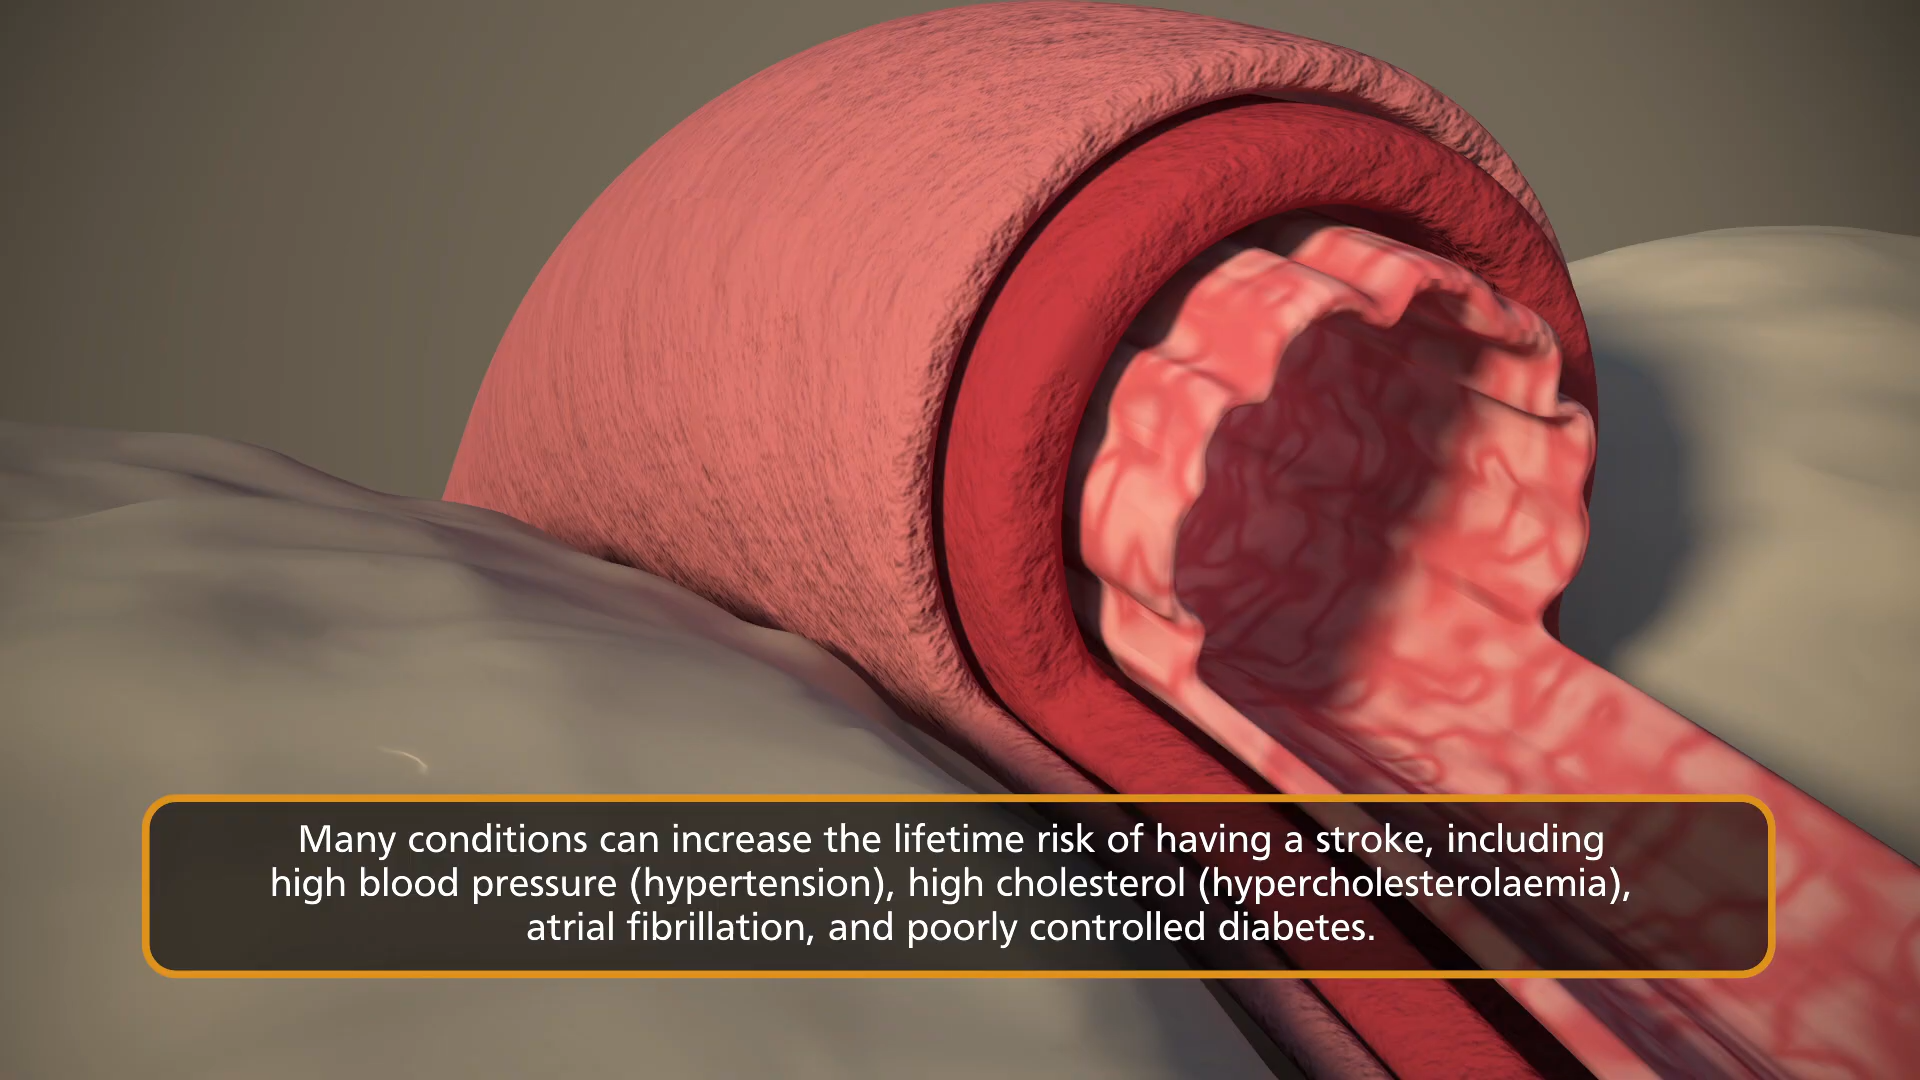 Many conditions can increase the lifetime risk of having a stroke, including
high blood pressure (hypertension), high cholesterol (hypercholesterolaemia),
atrial fibrillation, and poorly controlled diabetes.